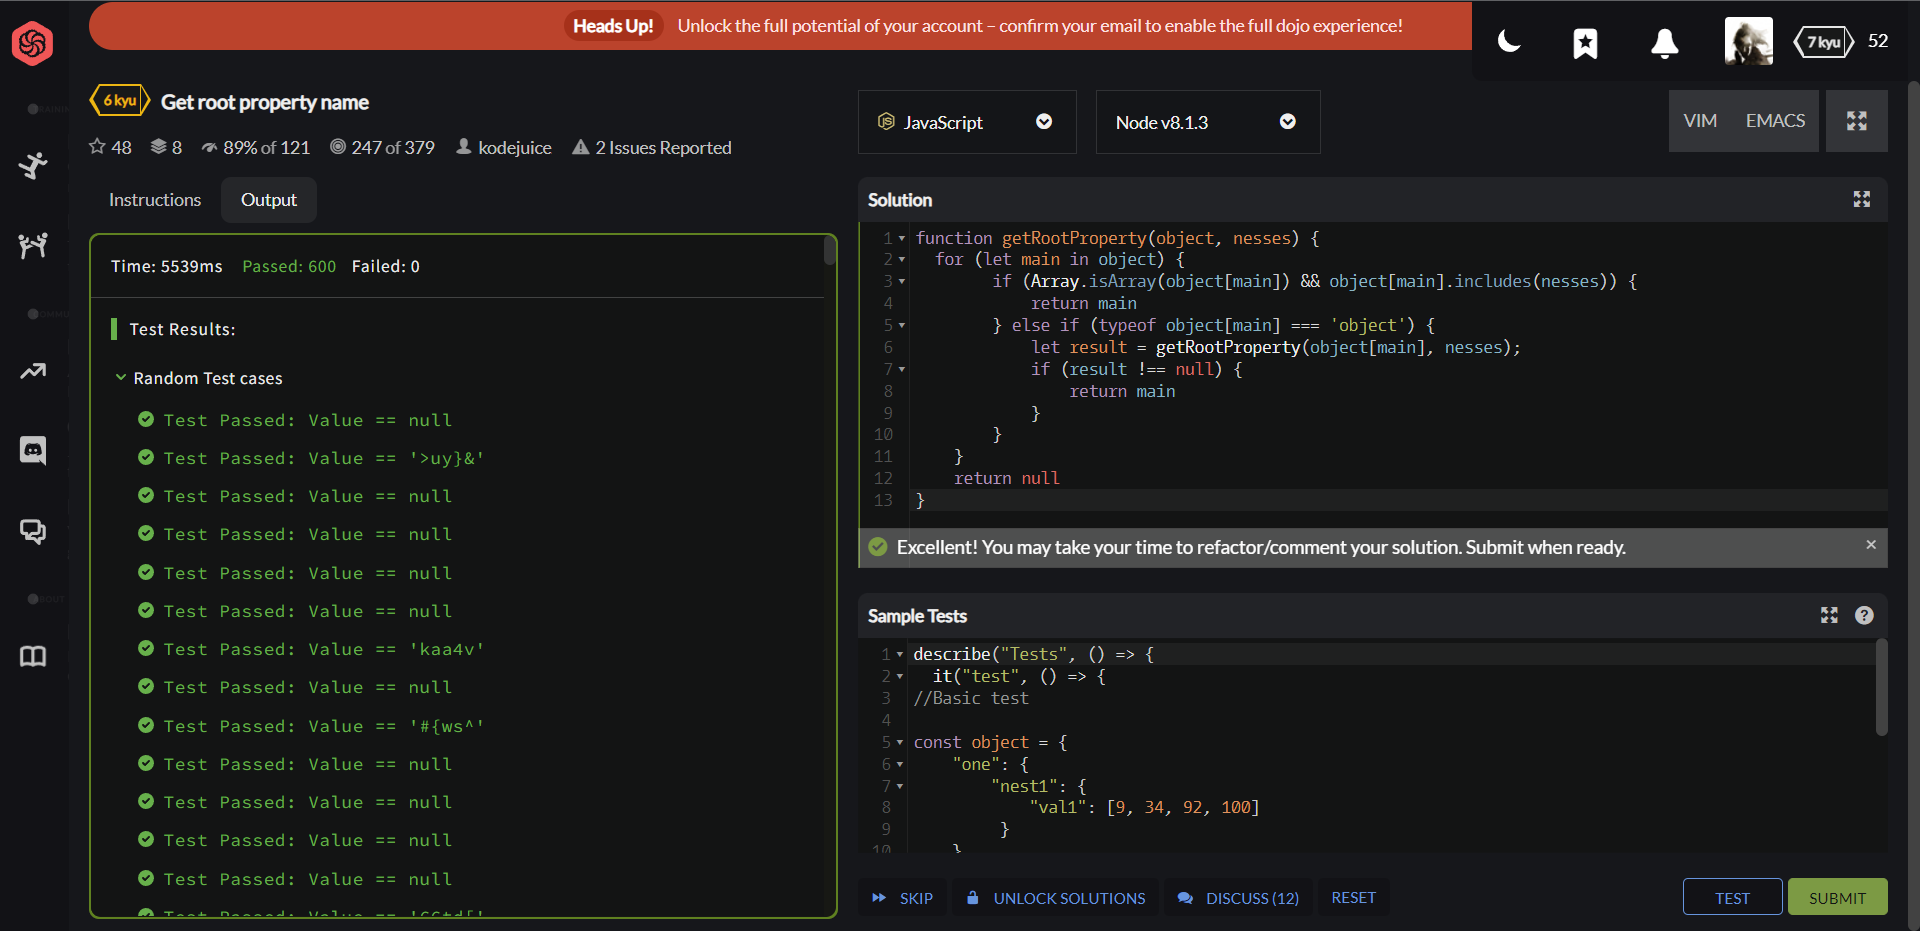 Heads Up! Unlock the full potential of your account – confirm your email to enable the full dojo experience!
7 kyu 52
6 kyu Get root property name
48 8 89% of 121 247 of 379 kodejuice 2 Issues Reported
JavaScript
Node v8.1.3
VIM EMACS
Instructions Output
Time: 5539ms Passed: 600 Failed: 0
Test Results:
Random Test cases
Test Passed: Value == null
Test Passed: Value == '>uy}&'
Test Passed: Value == null
Test Passed: Value == null
Test Passed: Value == null
Test Passed: Value == null
Test Passed: Value == 'kaa4v'
Test Passed: Value == null
Test Passed: Value == '#{ws^'
Test Passed: Value == null
Test Passed: Value == null
Test Passed: Value == null
Test Passed: Value == null
Test Passed: Value ==
Solution
1 function getRootProperty(object, nesses) {
2 for (let main in object) {
3 if (Array.isArray(object[main]) && object[main].includes(nesses)) {
4 return main
5 } else if (typeof object[main] === 'object') {
6 let result = getRootProperty(object[main], nesses);
7 if (result !== null) {
8 return main
9 }
10 }
11 }
12 return null
13 }
Excellent! You may take your time to refactor/comment your solution. Submit when ready.
Sample Tests
1 describe("Tests", () => {
2 it("test", () => {
3 //Basic test
4
5 const object = {
6 "one": {
7 "nest1": {
8 "val1": [9, 34, 92, 100]
9 }
10 }
SKIP UNLOCK SOLUTIONS DISCUSS (12) RESET
TEST SUBMIT